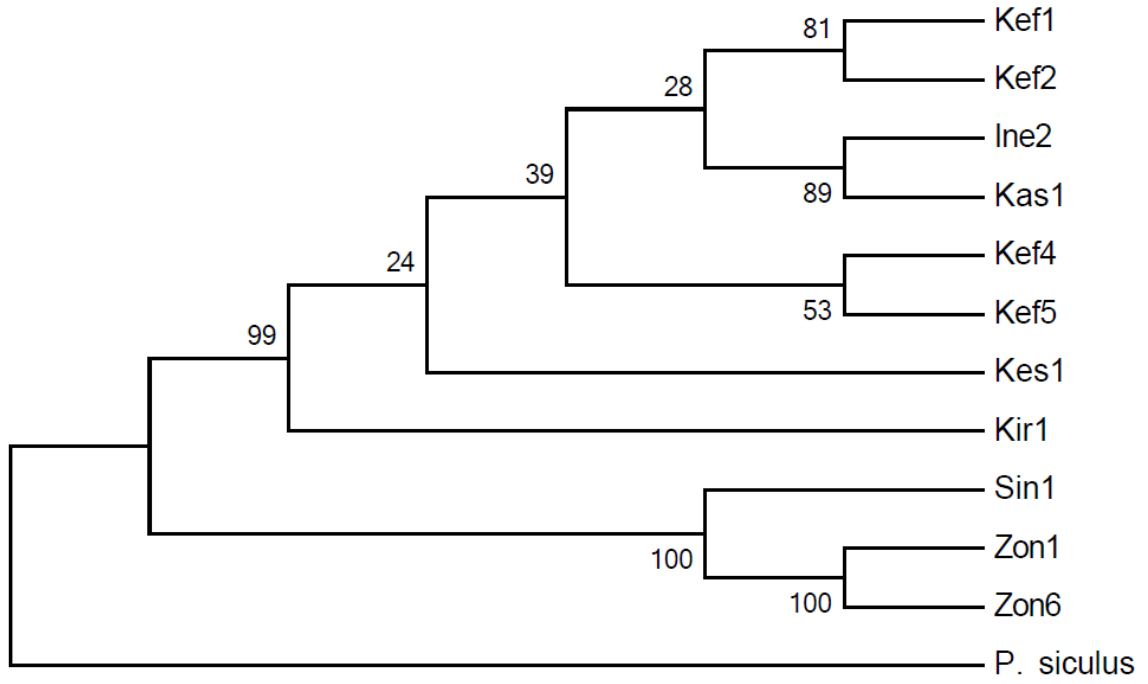 Kef1
81
Kef2
28
Ine2
39
89
Kas1
24
Kef4
53
Kef5
99
Kes1
Kir1
Sin1
100
Zon1
100
Zon6
P. siculus